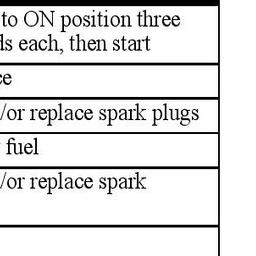 to ON position three
ds each, then start
ce
/or replace spark plugs
fuel
/or replace spark